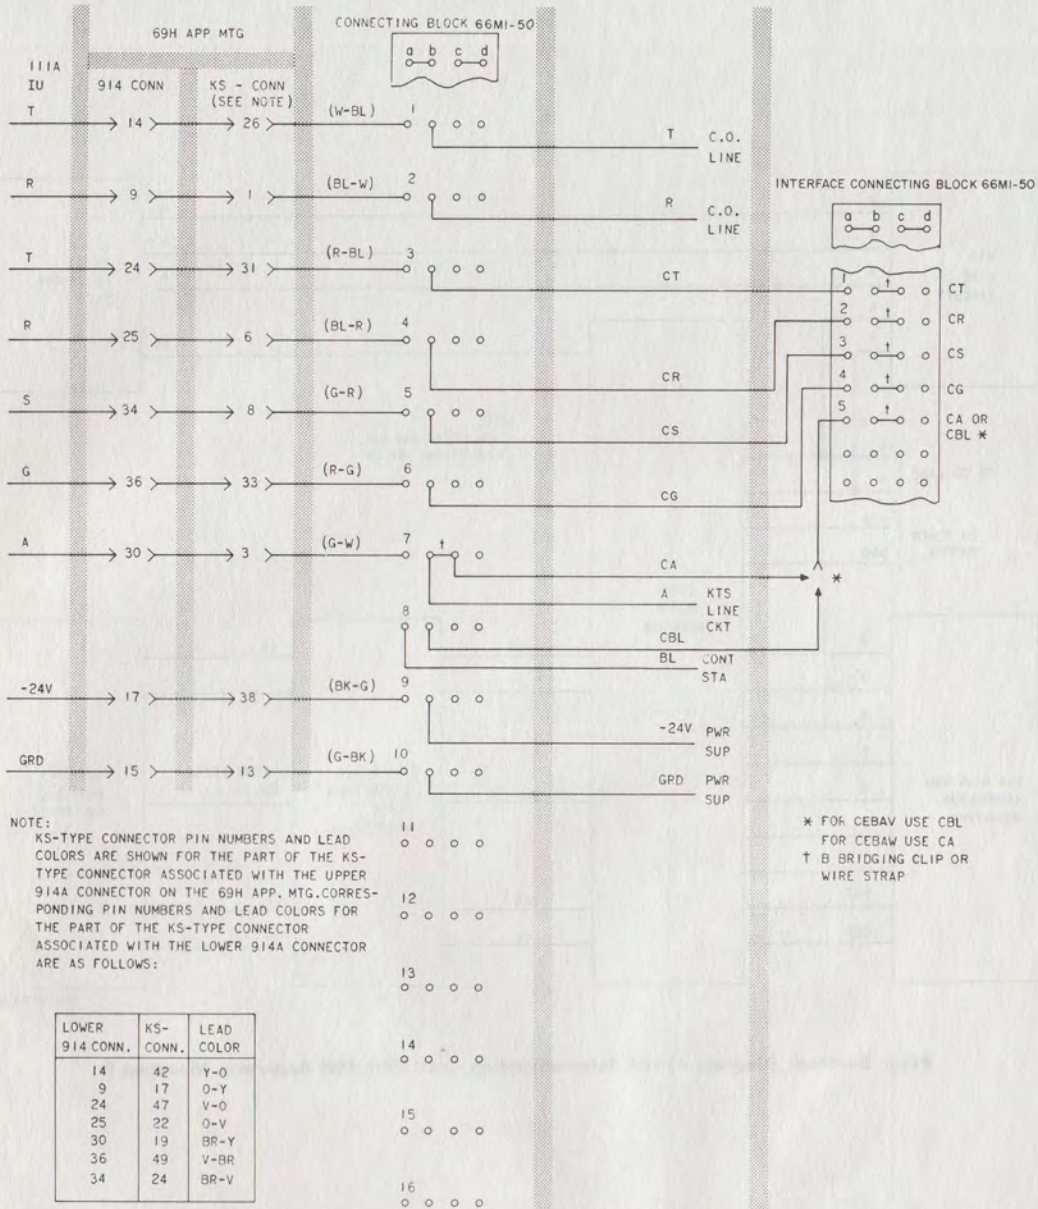 69H APP MTG
CONNECTING BLOCK 66MI-50
a b c d
111A
IU
914 CONN
KS - CONN
(SEE NOTE)
T 14 26 (W-BL) 1
T C.O.
LINE
R 9 1 (BL-W) 2
R C.O.
LINE
INTERFACE CONNECTING BLOCK 66MI-50
a b c d
T 24 31 (R-BL) 3
CT
1 † CT
R 25 6 (BL-R) 4
CR
2 † CR
S 34 8 (G-R) 5
CS
3 † CS
G 36 33 (R-G) 6
CG
4 † CG
5 † CA OR
CBL *
A 30 3 (G-W) 7 †
CA
*
A KTS
LINE
CKT
8
CBL
BL CONT
STA
-24V 17 38 (BK-G) 9
-24V PWR
SUP
GRD 15 13 (G-BK) 10
GRD PWR
SUP
NOTE:
KS-TYPE CONNECTOR PIN NUMBERS AND LEAD
COLORS ARE SHOWN FOR THE PART OF THE KS-
TYPE CONNECTOR ASSOCIATED WITH THE UPPER
914A CONNECTOR ON THE 69H APP. MTG.CORRES-
PONDING PIN NUMBERS AND LEAD COLORS FOR
THE PART OF THE KS-TYPE CONNECTOR
ASSOCIATED WITH THE LOWER 914A CONNECTOR
ARE AS FOLLOWS:
LOWER
914 CONN.
KS-
CONN.
LEAD
COLOR
14 42 Y-O
9 17 O-Y
24 47 V-O
25 22 O-V
30 19 BR-Y
36 49 V-BR
34 24 BR-V
11
12
13
14
15
16
* FOR CEBAV USE CBL
FOR CEBAW USE CA
† B BRIDGING CLIP OR
WIRE STRAP